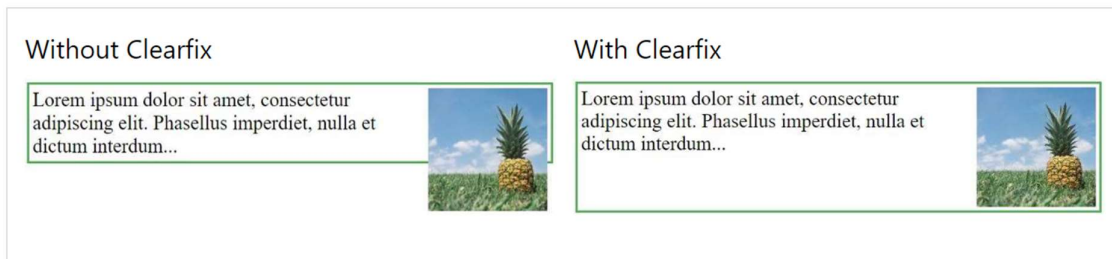 Without Clearfix
Lorem ipsum dolor sit amet, consectetur
adipiscing elit. Phasellus imperdiet, nulla et
dictum interdum...
With Clearfix
Lorem ipsum dolor sit amet, consectetur
adipiscing elit. Phasellus imperdiet, nulla et
dictum interdum...